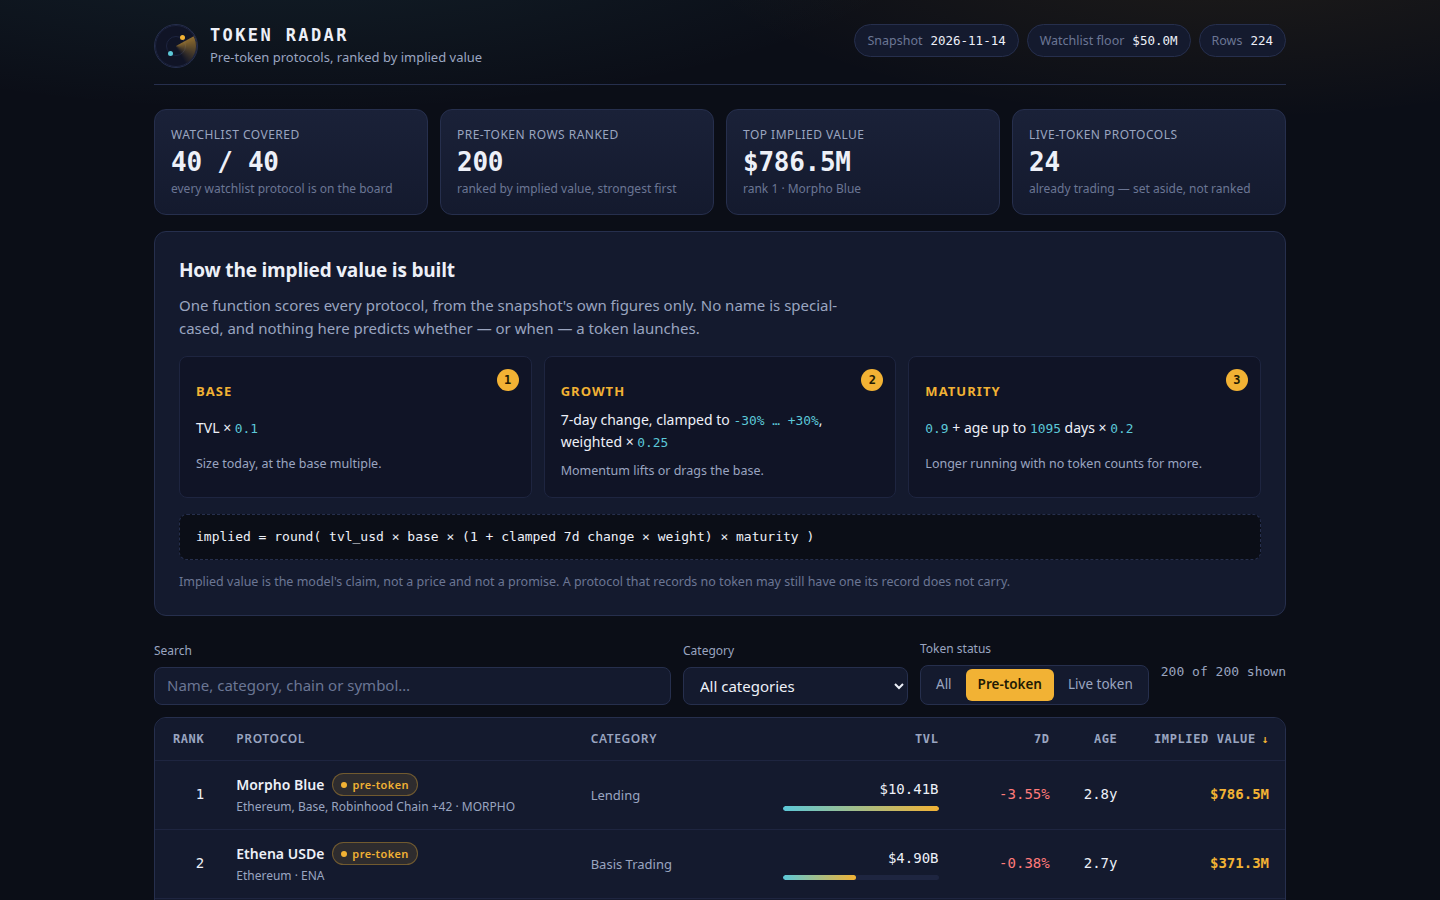 TOKEN RADAR
Pre-token protocols, ranked by implied value
Snapshot 2026-11-14
Watchlist floor $50.0M
Rows 224
WATCHLIST COVERED
40 / 40
every watchlist protocol is on the board
PRE-TOKEN ROWS RANKED
200
ranked by implied value, strongest first
TOP IMPLIED VALUE
$786.5M
rank 1 · Morpho Blue
LIVE-TOKEN PROTOCOLS
24
already trading — set aside, not ranked
How the implied value is built
One function scores every protocol, from the snapshot's own figures only. No name is special-
cased, and nothing here predicts whether — or when — a token launches.
1
BASE
TVL × 0.1
Size today, at the base multiple.
2
GROWTH
7-day change, clamped to -30% … +30%,
weighted × 0.25
Momentum lifts or drags the base.
3
MATURITY
0.9 + age up to 1095 days × 0.2
Longer running with no token counts for more.
implied = round( tvl_usd × base × (1 + clamped 7d change × weight) × maturity )
Implied value is the model's claim, not a price and not a promise. A protocol that records no token may still have one its record does not carry.
Search
Name, category, chain or symbol...
Category
All categories
Token status
All Pre-token Live token
200 of 200 shown
RANK PROTOCOL CATEGORY TVL 7D AGE IMPLIED VALUE ↓
1 Morpho Blue pre-token Lending $10.41B -3.55% 2.8y $786.5M
Ethereum, Base, Robinhood Chain +42 · MORPHO
2 Ethena USDe pre-token Basis Trading $4.90B -0.38% 2.7y $371.3M
Ethereum · ENA